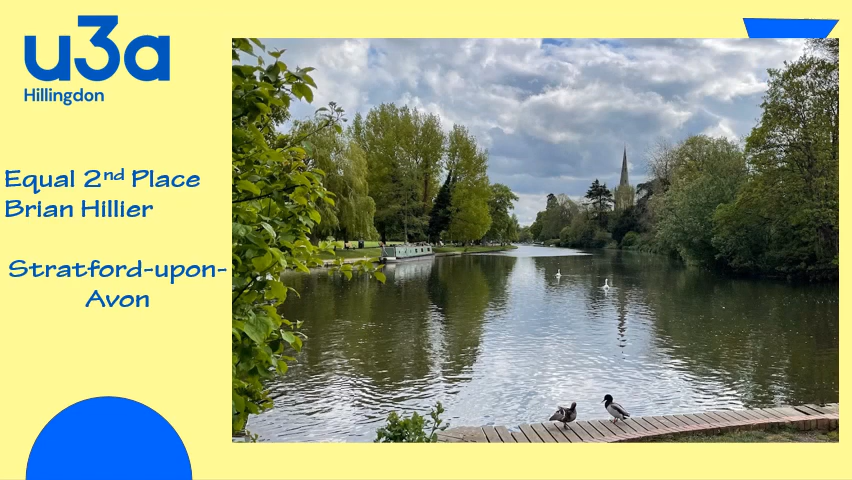 u3a
Hillingdon
Equal 2nd Place
Brian Hillier
Stratford-upon-
Avon